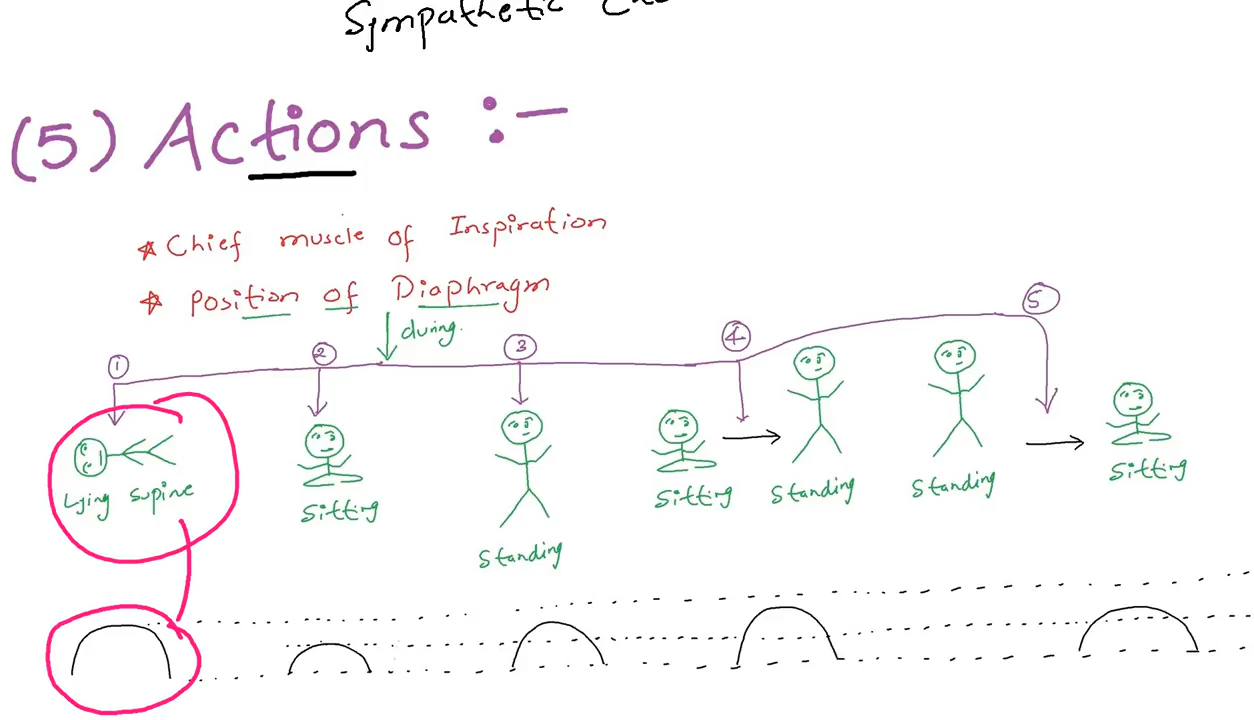 Sympathetic
(5) Actions :-
* Chief muscle of Inspiration
* Position of Diaphragm
during.
1 2 3 4 5
Lying Supine
Sitting
Standing
Sitting
Standing
Standing
Sitting